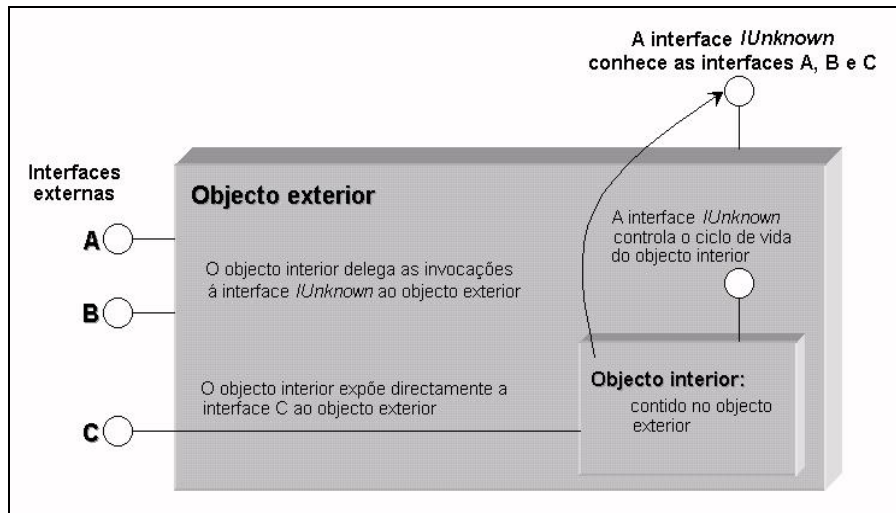 A interface IUnknown
conhece as interfaces A, B e C
Interfaces
externas
Objecto exterior
A interface IUnknown
controla o ciclo de vida
do objecto interior
A
O objecto interior delega as invocações
á interface IUnknown ao objecto exterior
B
O objecto interior expõe directamente a
interface C ao objecto exterior
Objecto interior:
contido no objecto
exterior
C